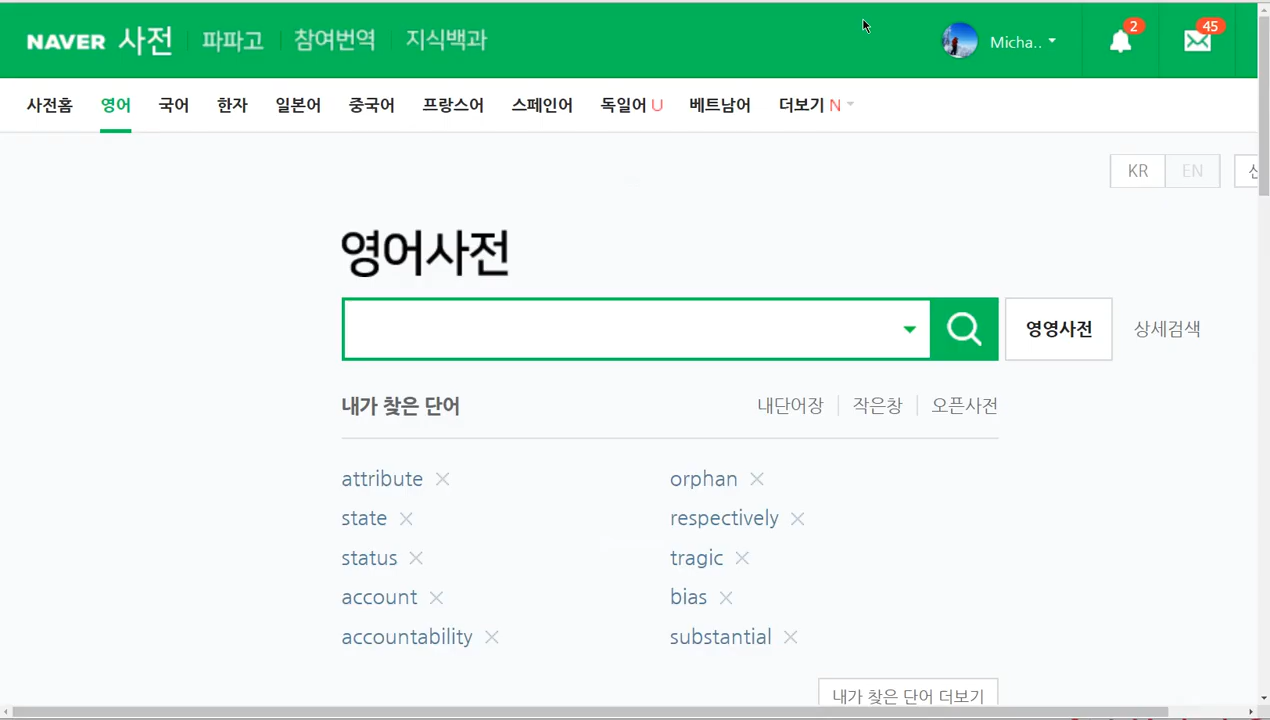 NAVER 사전 파파고 참여번역 지식백과 Micha.. 2 45
사전홈 영어 국어 한자 일본어 중국어 프랑스어 스페인어 독일어 U 베트남어 더보기 N
KR EN
영어사전
영영사전 상세검색
내가 찾은 단어 내단어장 작은창 오픈사전
attribute × orphan ×
state × respectively ×
status × tragic ×
account × bias ×
accountability × substantial ×
내가 찾은 단어 더보기